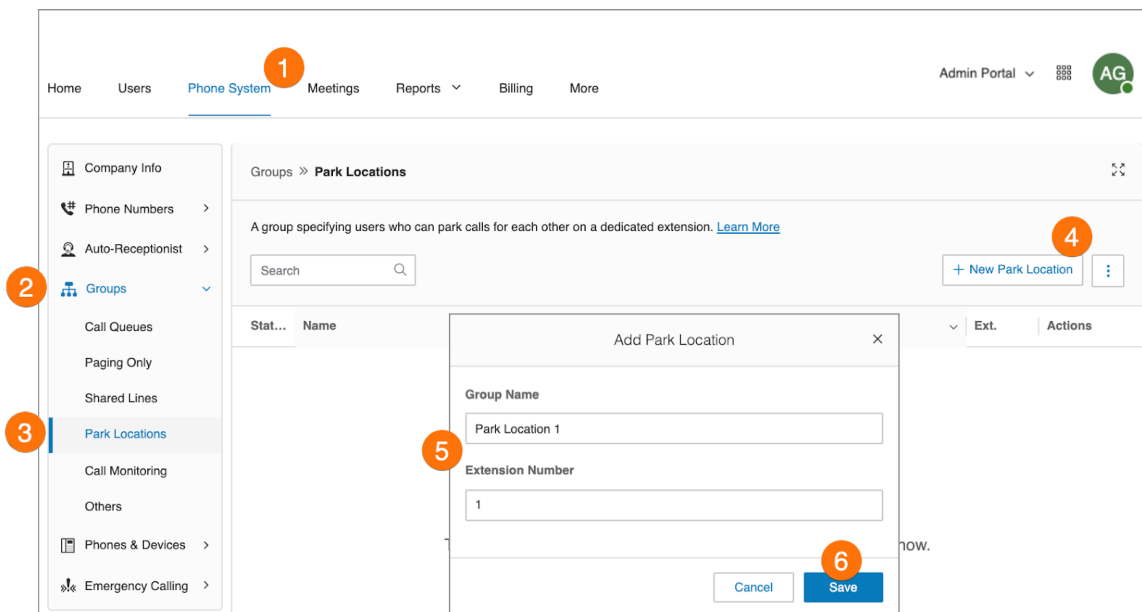 1
Home Users Phone System Meetings Reports Billing More Admin Portal AG
Company Info
Phone Numbers
Auto-Receptionist
2 Groups
Call Queues
Paging Only
Shared Lines
3 Park Locations
Call Monitoring
Others
Phones & Devices
Emergency Calling
Groups » Park Locations
A group specifying users who can park calls for each other on a dedicated extension. Learn More
4
Search + New Park Location
Stat... Name Ext. Actions
Add Park Location
Group Name
Park Location 1
5
Extension Number
1
now.
6
Cancel Save